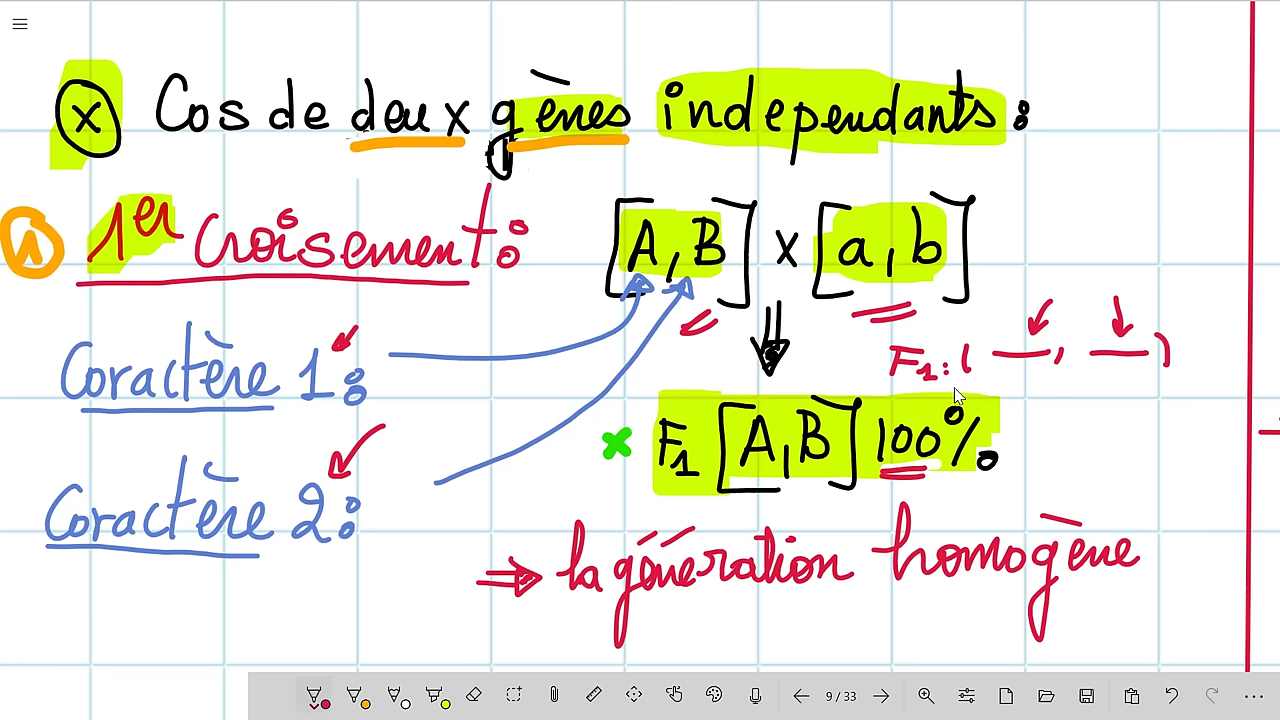 x Cas de deux gènes indépendants :
1 1er Croisement : [A,B] x [a,b]
Caractère 1 :
F1 : ( __, __ )
x F1 [A,B] 100%
Caractère 2 :
⇒ la génération homogène
9 / 33